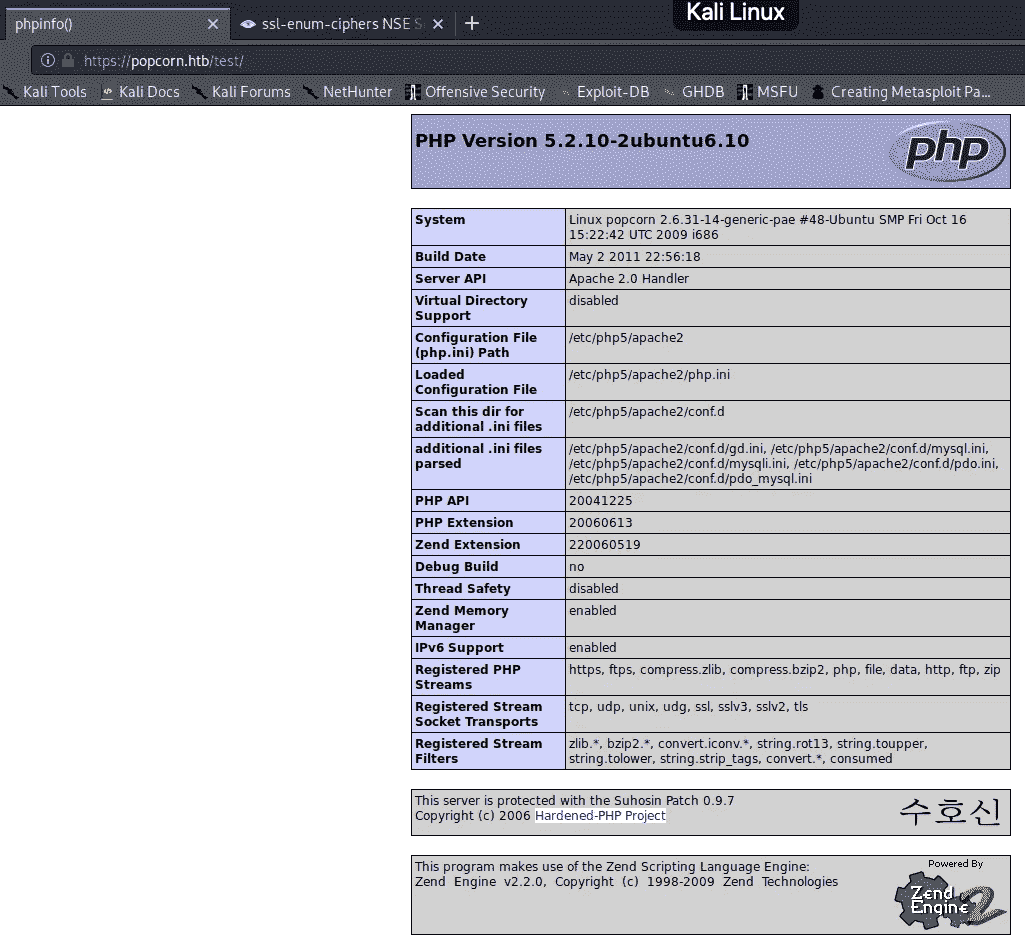 Kali Linux
phpinfo()
ssl-enum-ciphers NSE S
https://popcorn.htb/test/
Kali Tools Kali Docs Kali Forums NetHunter Offensive Security Exploit-DB GHDB MSFU Creating Metasploit Pa...
PHP Version 5.2.10-2ubuntu6.10
php
System Linux popcorn 2.6.31-14-generic-pae #48-Ubuntu SMP Fri Oct 16
15:22:42 UTC 2009 i686
Build Date May 2 2011 22:56:18
Server API Apache 2.0 Handler
Virtual Directory disabled
Support
Configuration File /etc/php5/apache2
(php.ini) Path
Loaded /etc/php5/apache2/php.ini
Configuration File
Scan this dir for /etc/php5/apache2/conf.d
additional .ini files
additional .ini files /etc/php5/apache2/conf.d/gd.ini, /etc/php5/apache2/conf.d/mysql.ini,
parsed /etc/php5/apache2/conf.d/mysqli.ini, /etc/php5/apache2/conf.d/pdo.ini,
/etc/php5/apache2/conf.d/pdo_mysql.ini
PHP API 20041225
PHP Extension 20060613
Zend Extension 220060519
Debug Build no
Thread Safety disabled
Zend Memory enabled
Manager
IPv6 Support enabled
Registered PHP https, ftps, compress.zlib, compress.bzip2, php, file, data, http, ftp, zip
Streams
Registered Stream tcp, udp, unix, udg, ssl, sslv3, sslv2, tls
Socket Transports
Registered Stream zlib.*, bzip2.*, convert.iconv.*, string.rot13, string.toupper,
Filters string.tolower, string.strip_tags, convert.*, consumed
This server is protected with the Suhosin Patch 0.9.7
Copyright (c) 2006 Hardened-PHP Project
수호신
This program makes use of the Zend Scripting Language Engine:
Zend Engine v2.2.0, Copyright (c) 1998-2009 Zend Technologies
Powered By
Zend
Engine 2